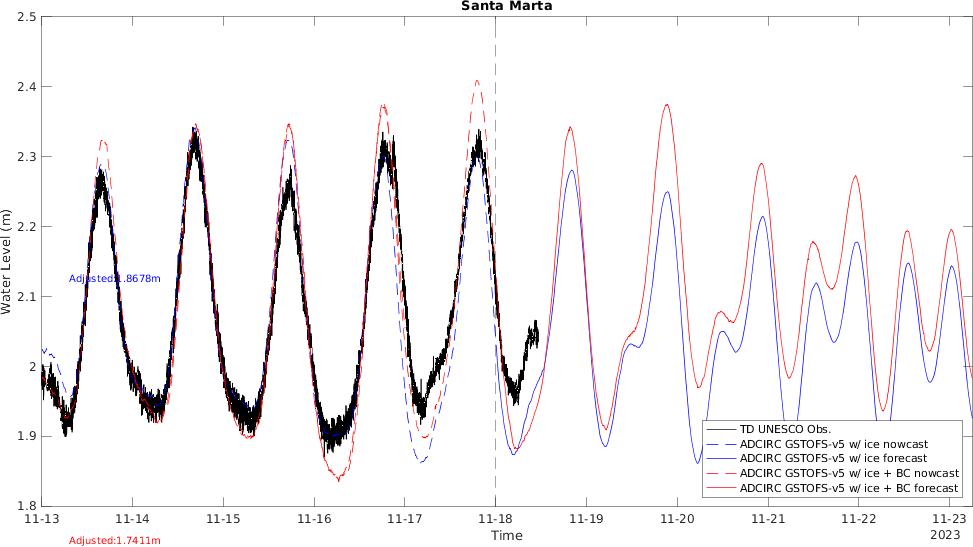 Santa Marta
2.5
2.4
2.3
2.2
2.1
2
1.9
1.8
Water Level (m)
Adjusted:1.8678m
TD UNESCO Obs.
ADCIRC GSTOFS-v5 w/ ice nowcast
ADCIRC GSTOFS-v5 w/ ice forecast
ADCIRC GSTOFS-v5 w/ ice + BC nowcast
ADCIRC GSTOFS-v5 w/ ice + BC forecast
11-13 11-14 11-15 11-16 11-17 11-18 11-19 11-20 11-21 11-22 11-23
Time
2023
Adjusted:1.7411m